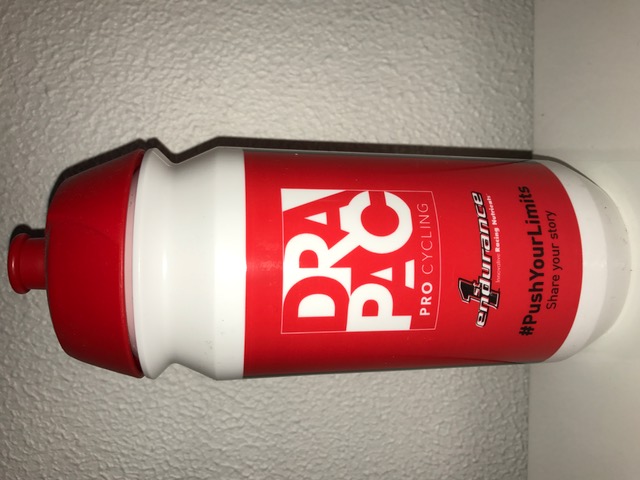 DRA
PAC
PRO CYCLING
1st
endurance
Innovative Racing Nutrition
#PushYourLimits
Share your story